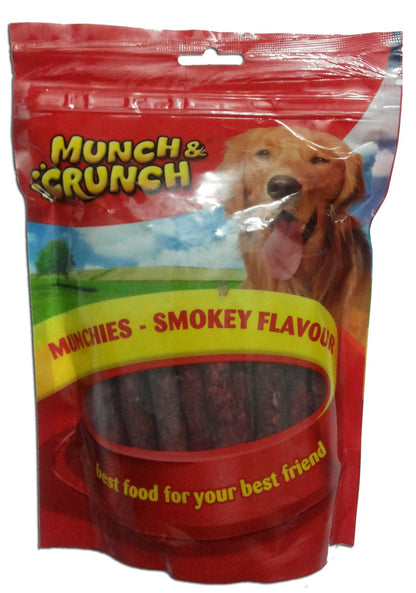 MUNCH &
CRUNCH
MUNCHIES - SMOKEY FLAVOUR
best food for your best friend